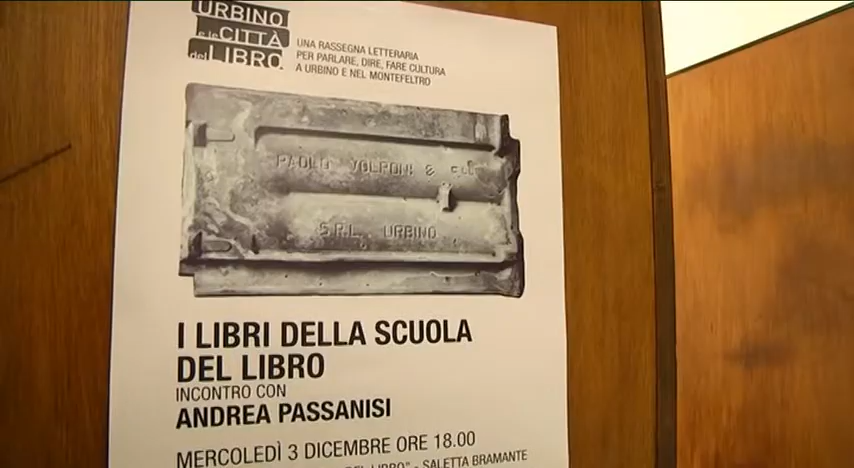 URBINO
e le CITTÀ
del LIBRO
UNA RASSEGNA LETTERARIA
PER PARLARE, DIRE, FARE CULTURA
A URBINO E NEL MONTEFELTRO
PAOLO VOLPONI &
S.R.L. URBINO
I LIBRI DELLA SCUOLA
DEL LIBRO
INCONTRO CON
ANDREA PASSANISI
MERCOLEDÌ 3 DICEMBRE ORE 18.00
LIBRO" - SALETTA BRAMANTE